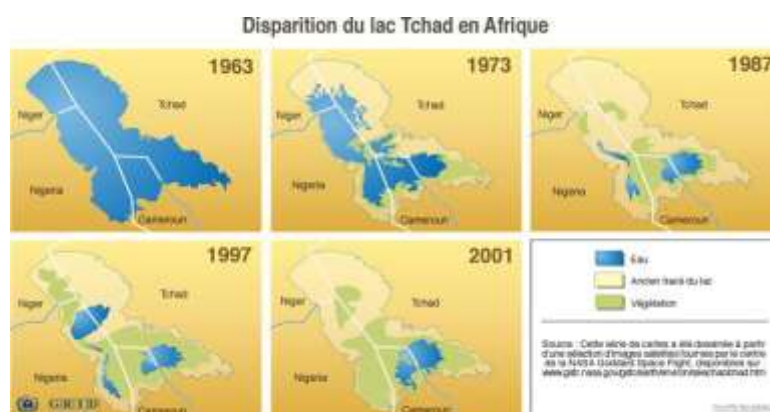 Disparition du lac Tchad en Afrique
1963
Tchad
Niger
Nigeria
Cameroun
1973
Tchad
Niger
Nigeria
Cameroun
1987
Tchad
Niger
Nigeria
Cameroun
1997
Tchad
Niger
Nigeria
Cameroun
2001
Tchad
Niger
Nigeria
Cameroun
Eau
Ancien tracé du lac
Végétation
Source : Cette série de cartes a été dessinée à partir
d'une sélection d'images satellites fournies par le centre
de la NASA Goddard Space Flight, disponibles sur